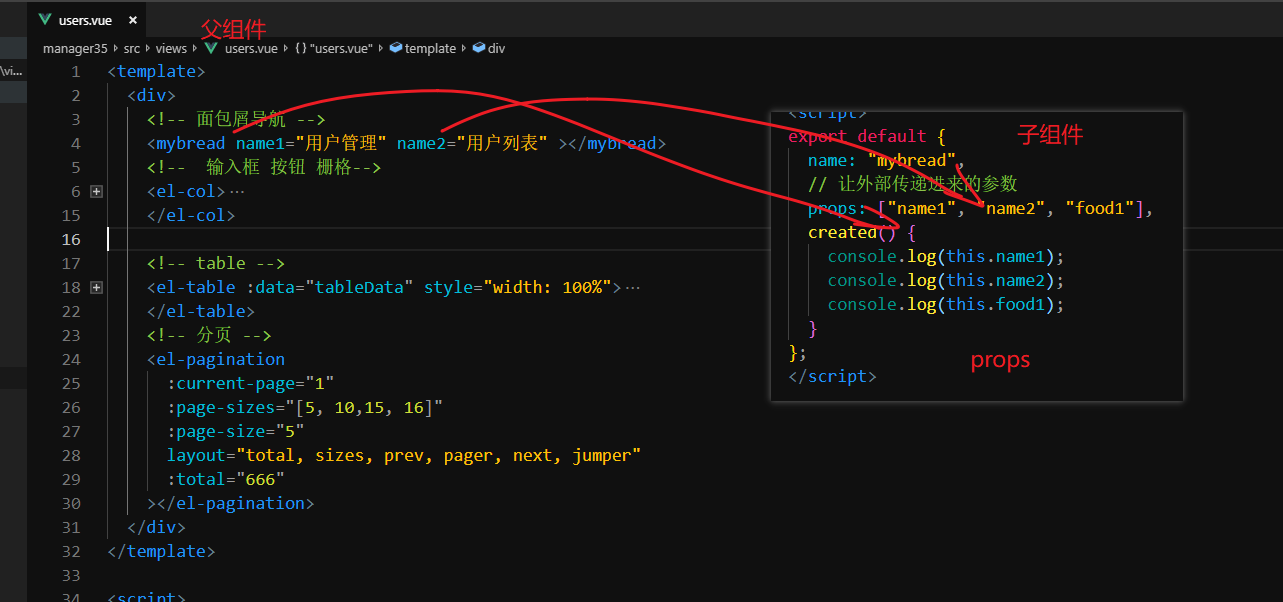 users.vue ×
父组件
manager35 › src › views › users.vue › {} "users.vue" › template › div
\vi...
1 <template>
2 <div>
3 <!-- 面包屑导航 -->
4 <mybread name1="用户管理" name2="用户列表" ></mybread>
5 <!--  输入框 按钮 栅格-->
6 <el-col>···
15 </el-col>
16
17 <!-- table -->
18 <el-table :data="tableData" style="width: 100%">···
22 </el-table>
23 <!-- 分页 -->
24 <el-pagination
25 :current-page="1"
26 :page-sizes="[5, 10,15, 16]"
27 :page-size="5"
28 layout="total, sizes, prev, pager, next, jumper"
29 :total="666"
30 ></el-pagination>
31 </div>
32 </template>
33
34 <script>
<script>
export default {
子组件
name: "mybread",
// 让外部传递进来的参数
props: ["name1", "name2", "food1"],
created() {
console.log(this.name1);
console.log(this.name2);
console.log(this.food1);
}
};
props
</script>